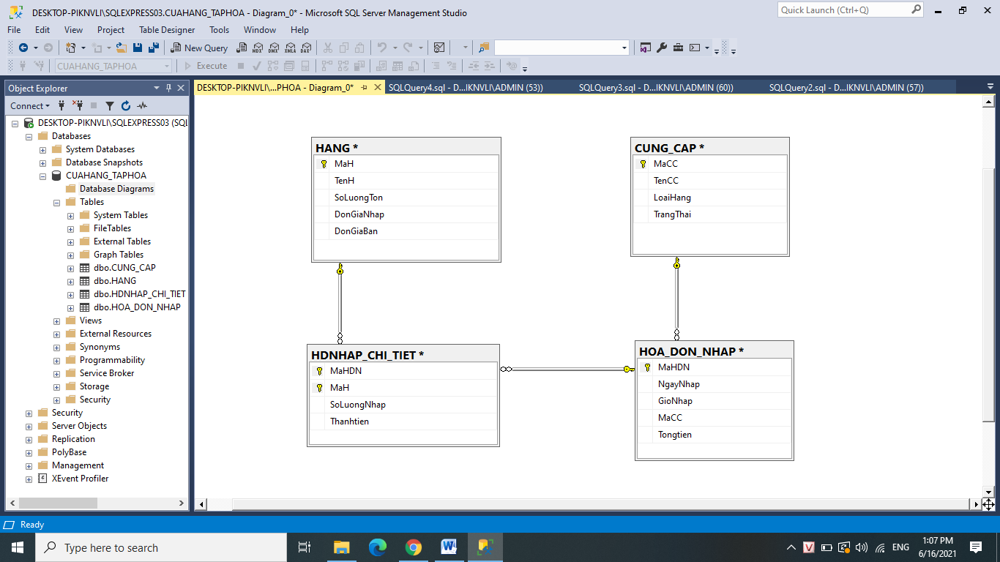 DESKTOP-PIKNVLI\SQLEXPRESS03.CUAHANG_TAPHOA - Diagram_0* - Microsoft SQL Server Management Studio
Quick Launch (Ctrl+Q)
File Edit View Project Table Designer Tools Window Help
New Query MDX DMX XMLA DAX
CUAHANG_TAPHOA Execute
Object Explorer
DESKTOP-PIKNVLI\...PHOA - Diagram_0* SQLQuery4.sql - D...IKNVLI\ADMIN (53)) SQLQuery3.sql - D...IKNVLI\ADMIN (60)) SQLQuery2.sql - D...IKNVLI\ADMIN (57))
Connect
DESKTOP-PIKNVLI\SQLEXPRESS03 (SQL
Databases
System Databases
Database Snapshots
CUAHANG_TAPHOA
Database Diagrams
Tables
System Tables
FileTables
External Tables
Graph Tables
dbo.CUNG_CAP
dbo.HANG
dbo.HDNHAP_CHI_TIET
dbo.HOA_DON_NHAP
Views
External Resources
Synonyms
Programmability
Service Broker
Storage
Security
Security
Server Objects
Replication
PolyBase
Management
XEvent Profiler
HANG *
MaH
TenH
SoLuongTon
DonGiaNhap
DonGiaBan
CUNG_CAP *
MaCC
TenCC
LoaiHang
TrangThai
HDNHAP_CHI_TIET *
MaHDN
MaH
SoLuongNhap
Thanhtien
HOA_DON_NHAP *
MaHDN
NgayNhap
GioNhap
MaCC
Tongtien
Ready
Type here to search
ENG
1:07 PM
6/16/2021